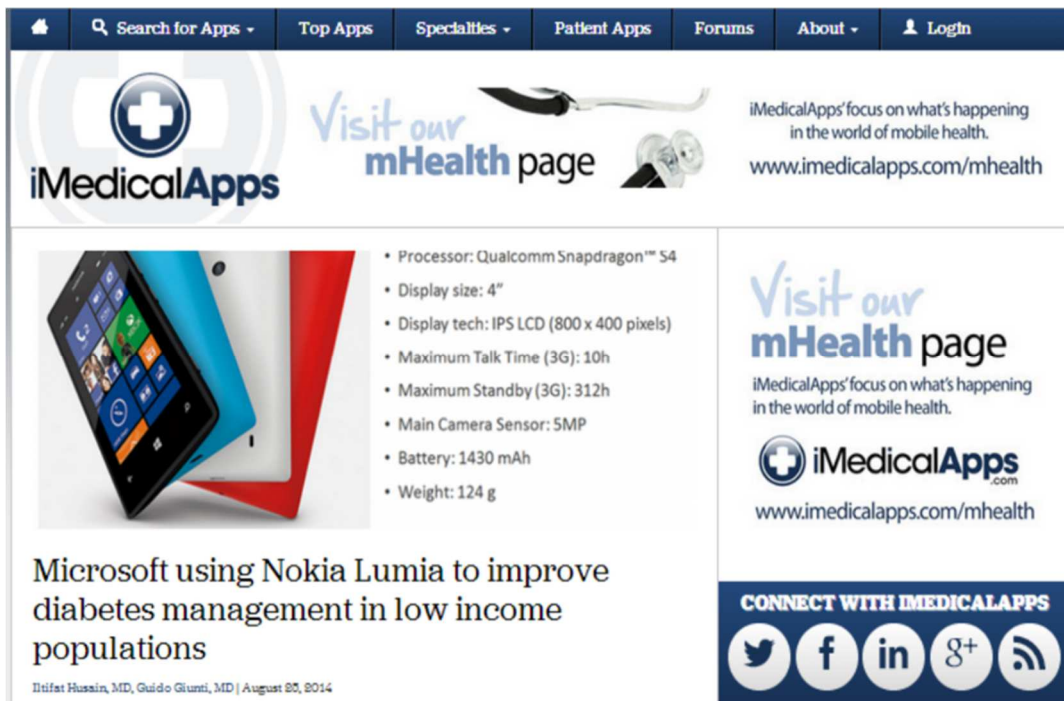 Search for Apps
Top Apps
Specialties
Patient Apps
Forums
About
Login
iMedicalApps
Visit our
mHealth page
iMedicalApps' focus on what's happening
in the world of mobile health.
www.imedicalapps.com/mhealth
• Processor: Qualcomm Snapdragon™ S4
• Display size: 4”
• Display tech: IPS LCD (800 x 400 pixels)
• Maximum Talk Time (3G): 10h
• Maximum Standby (3G): 312h
• Main Camera Sensor: 5MP
• Battery: 1430 mAh
• Weight: 124 g
Microsoft using Nokia Lumia to improve
diabetes management in low income
populations
Iltifat Husain, MD, Guido Giunti, MD | August 25, 2014
Visit our
mHealth page
iMedicalApps' focus on what's happening
in the world of mobile health.
iMedicalApps
.com
www.imedicalapps.com/mhealth
CONNECT WITH IMEDICALAPPS
f
in
g+